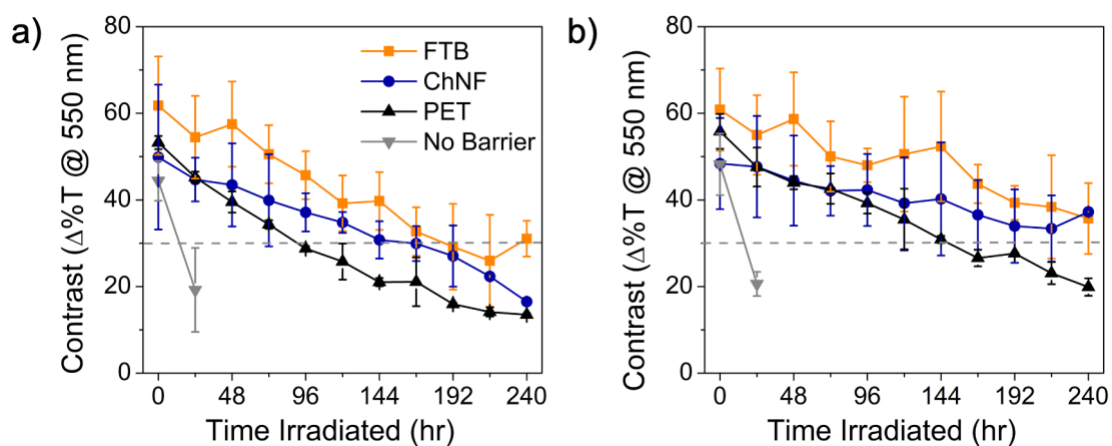 a)
Contrast (Δ%T @ 550 nm)
80
60
40
20
0
FTB
ChNF
PET
No Barrier
0 48 96 144 192 240
Time Irradiated (hr)
b)
Contrast (Δ%T @ 550 nm)
80
60
40
20
0
0 48 96 144 192 240
Time Irradiated (hr)